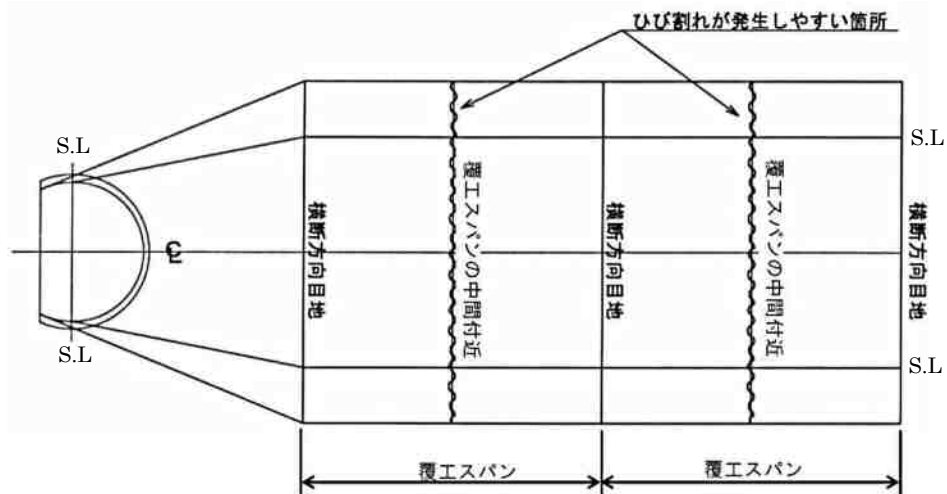 ひび割れが発生しやすい箇所
S.L
S.L
℄
横断方向目地
覆工スパンの中間付近
横断方向目地
覆工スパンの中間付近
横断方向目地
S.L
S.L
覆工スパン
覆工スパン